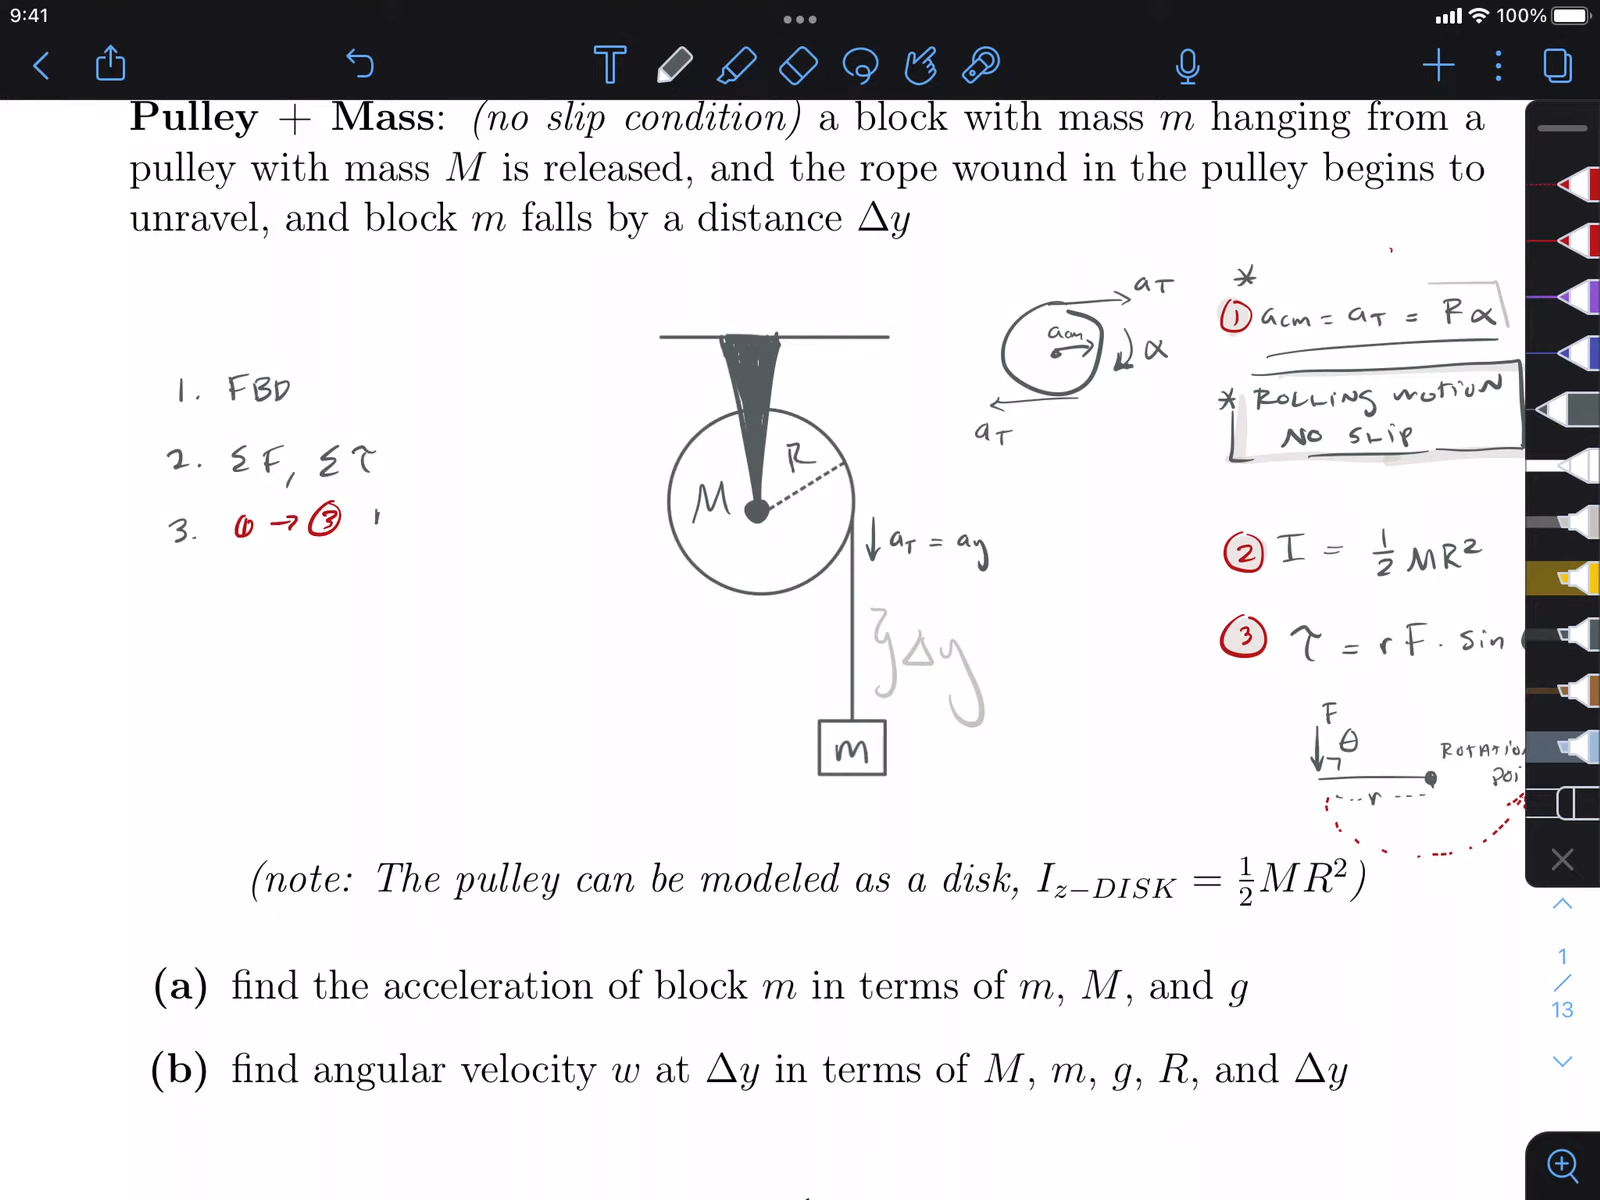 9:41
100%
Pulley + Mass: (no slip condition) a block with mass m hanging from a
pulley with mass M is released, and the rope wound in the pulley begins to
unravel, and block m falls by a distance Δy
1. FBD
2. ΣF, Στ
3. ① → ③
M
R
aT = ay
Δy
m
aT
acm
α
aT
*
① acm = aT = Rα
* ROLLING MOTION
NO SLIP
② I = 1/2 MR²
③ τ = rF · sin
F
θ
r
(note: The pulley can be modeled as a disk, I_{z−DISK} = 1/2 MR²)
(a) find the acceleration of block m in terms of m, M, and g
(b) find angular velocity w at Δy in terms of M, m, g, R, and Δy
1
/
13